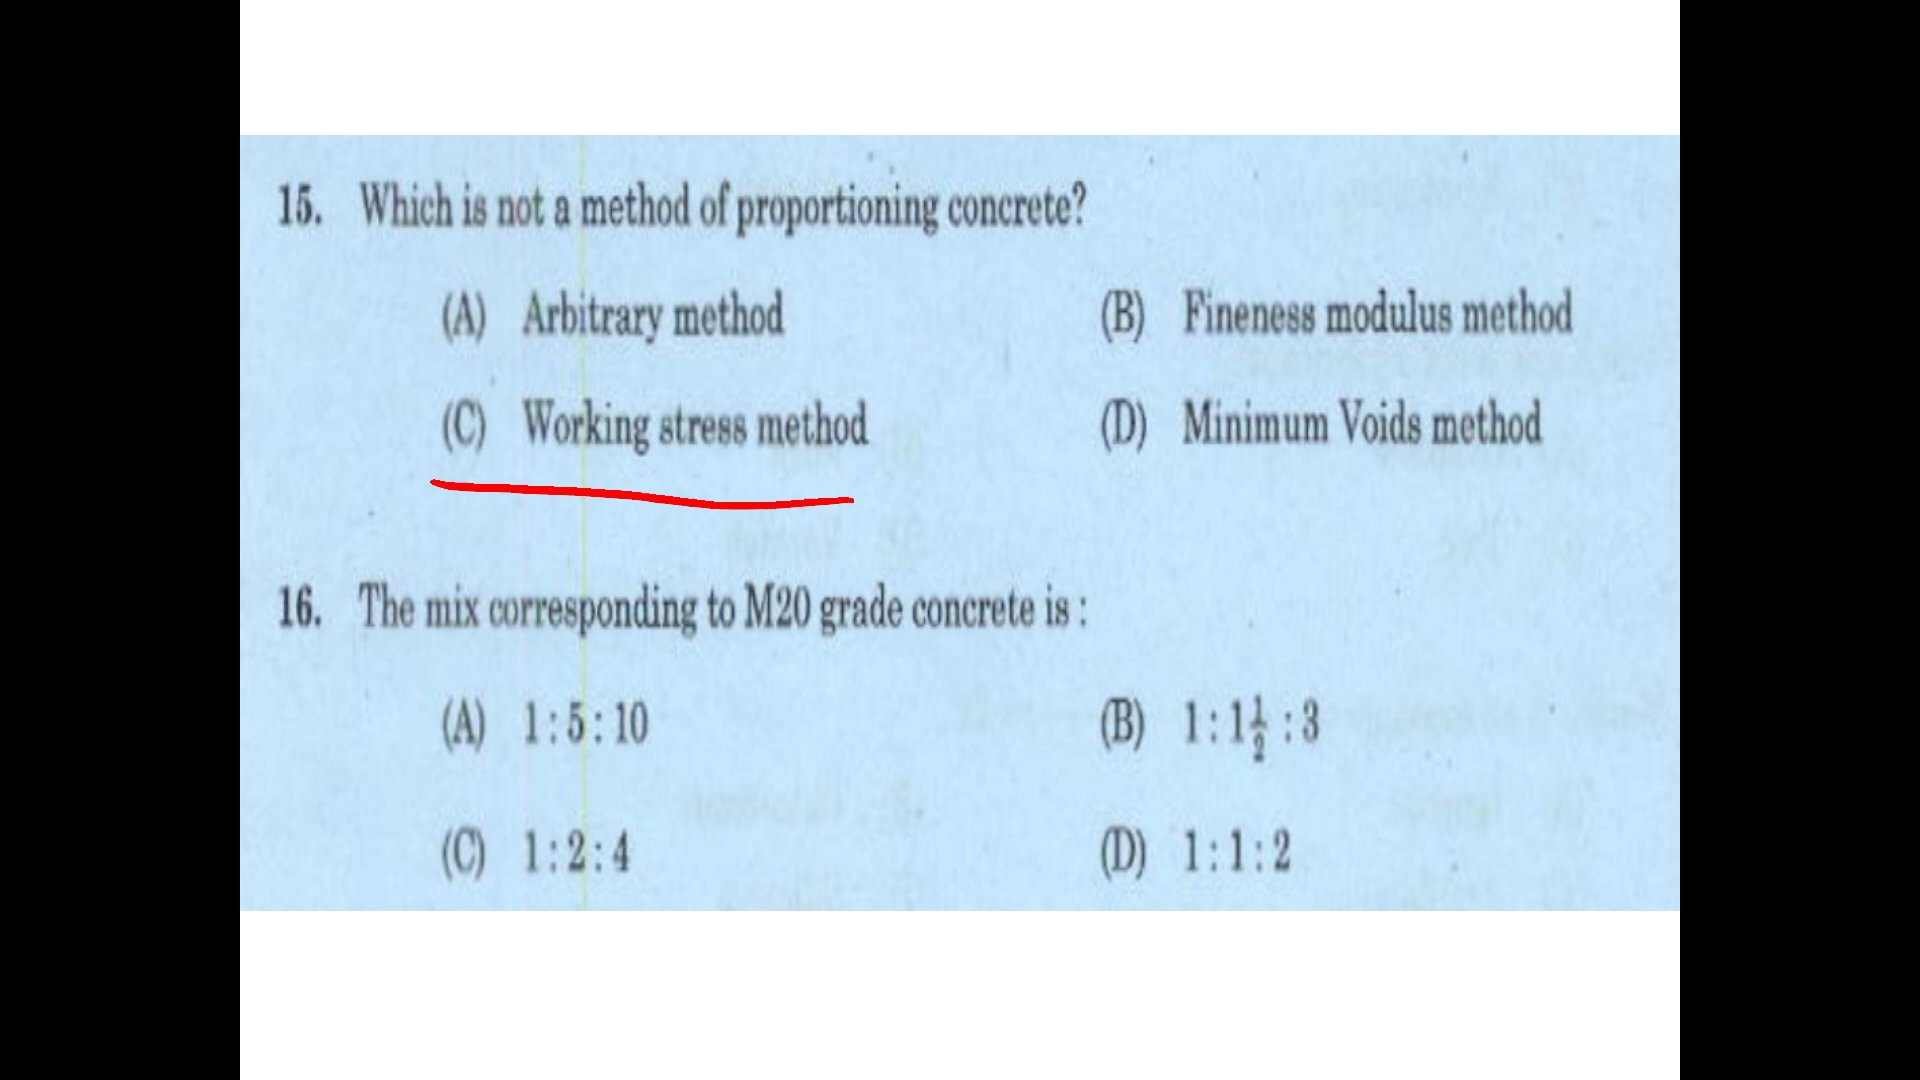 15. Which is not a method of proportioning concrete?
(A) Arbitrary method (B) Fineness modulus method
(C) Working stress method (D) Minimum Voids method
16. The mix corresponding to M20 grade concrete is :
(A) 1 : 5 : 10 (B) 1 : 1½ : 3
(C) 1 : 2 : 4 (D) 1 : 1 : 2